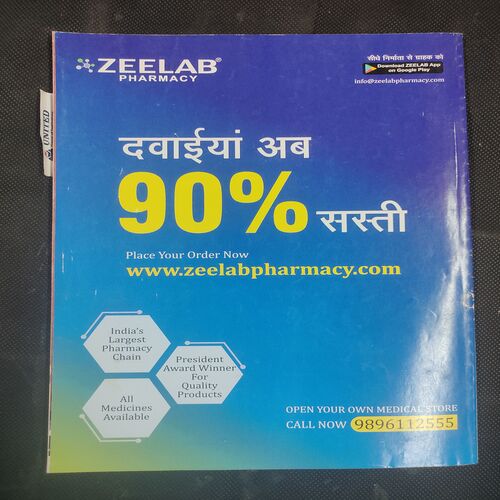 ZEELAB®
PHARMACY
सीधे निर्माता से ग्राहक को
Download ZEELAB App
on Google Play
info@zeelabpharmacy.com
UNITED
दवाईयां अब
90% सस्ती
Place Your Order Now
www.zeelabpharmacy.com
India's
Largest
Pharmacy
Chain
President
Award Winner
For
Quality
Products
All
Medicines
Available
OPEN YOUR OWN MEDICAL STORE
CALL NOW 9896112555